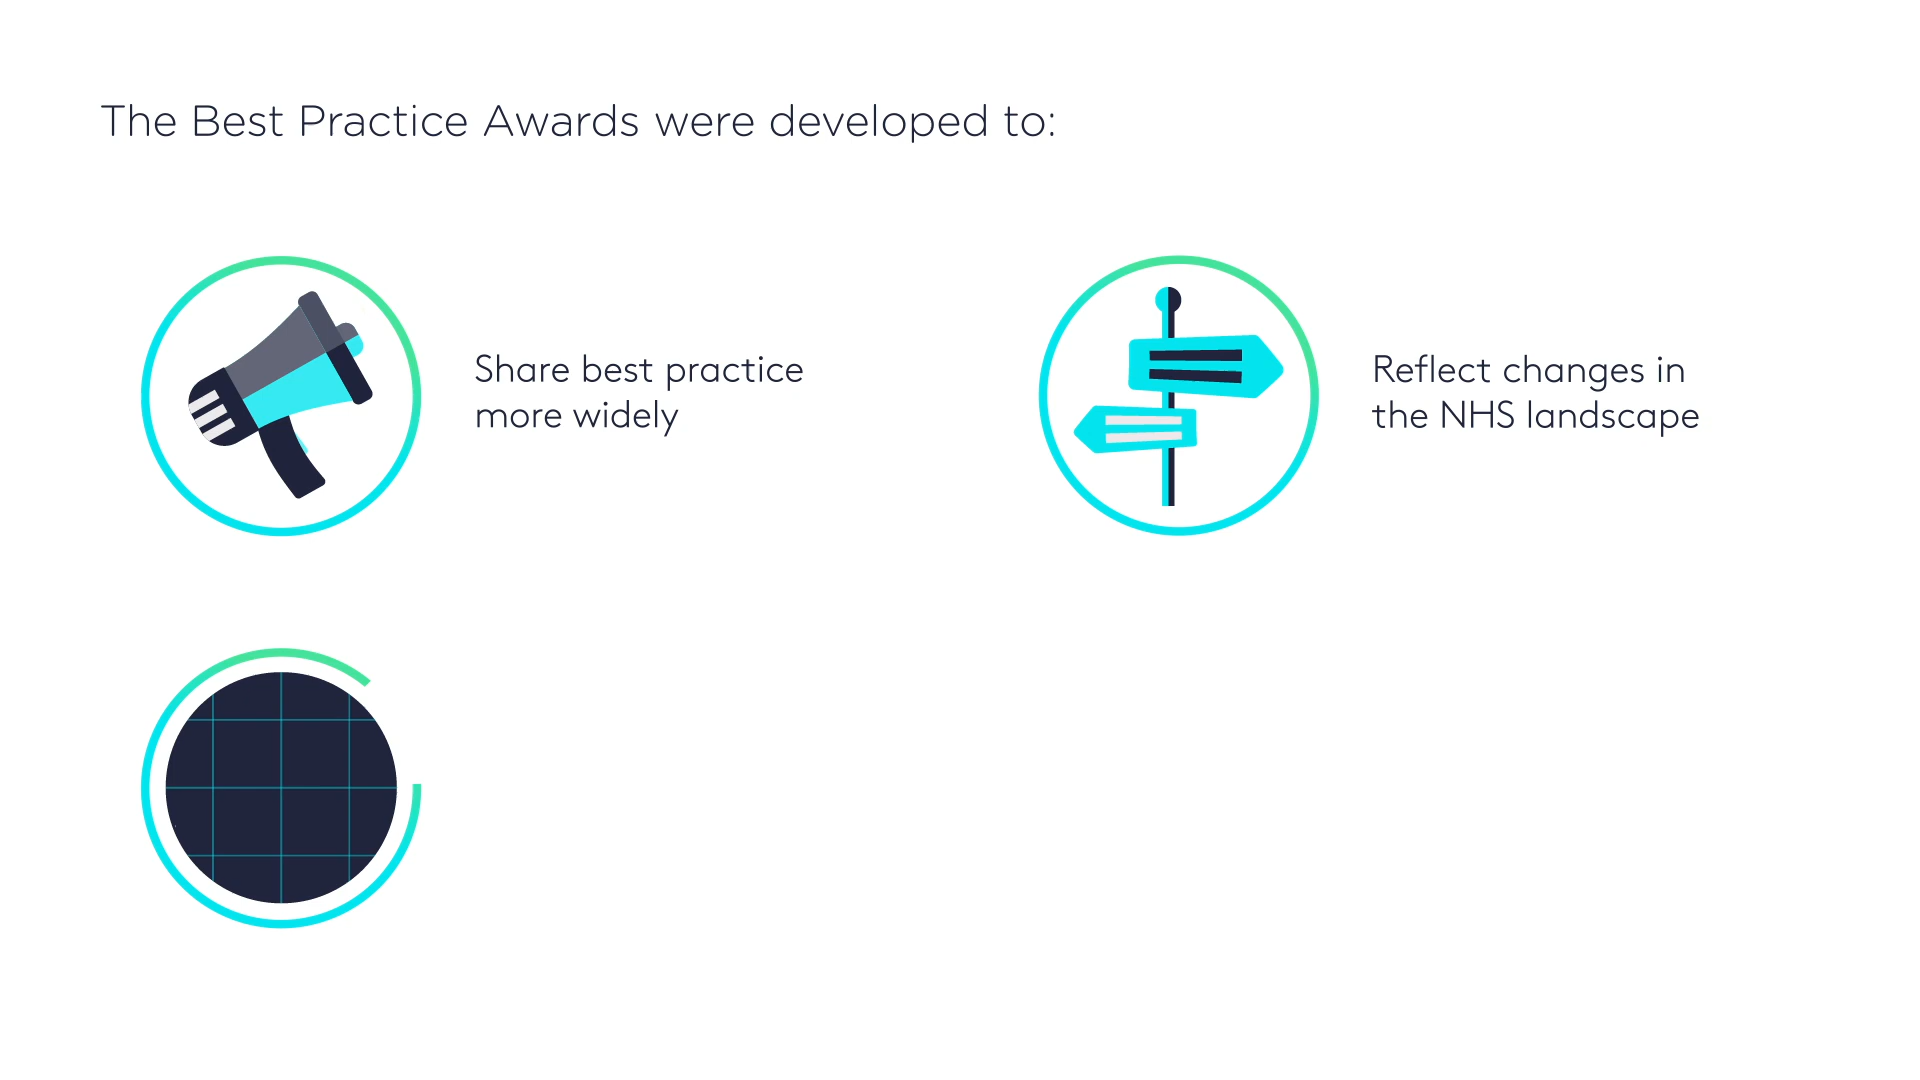 The Best Practice Awards were developed to:
Share best practice
more widely
Reflect changes in
the NHS landscape